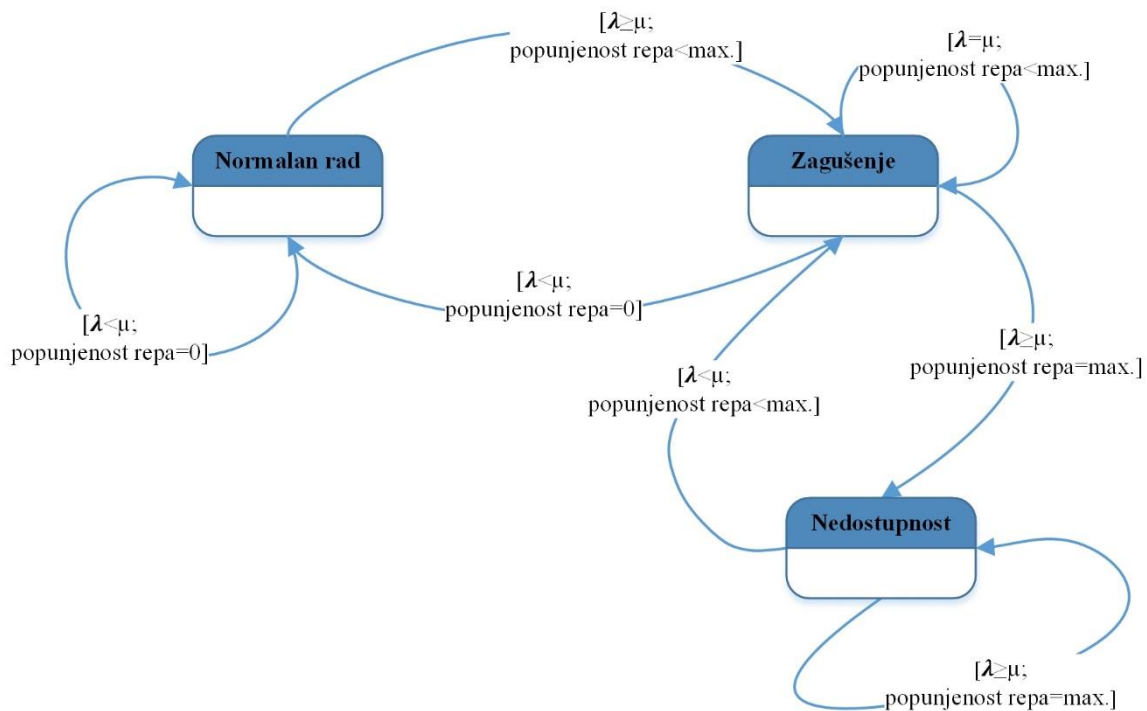 [λ≥μ;
popunjenost repa<max.]
[λ=μ;
popunjenost repa<max.]
Normalan rad
Zagušenje
[λ<μ;
popunjenost repa=0]
[λ<μ;
popunjenost repa=0]
[λ≥μ;
popunjenost repa=max.]
[λ<μ;
popunjenost repa<max.]
Nedostupnost
[λ≥μ;
popunjenost repa=max.]